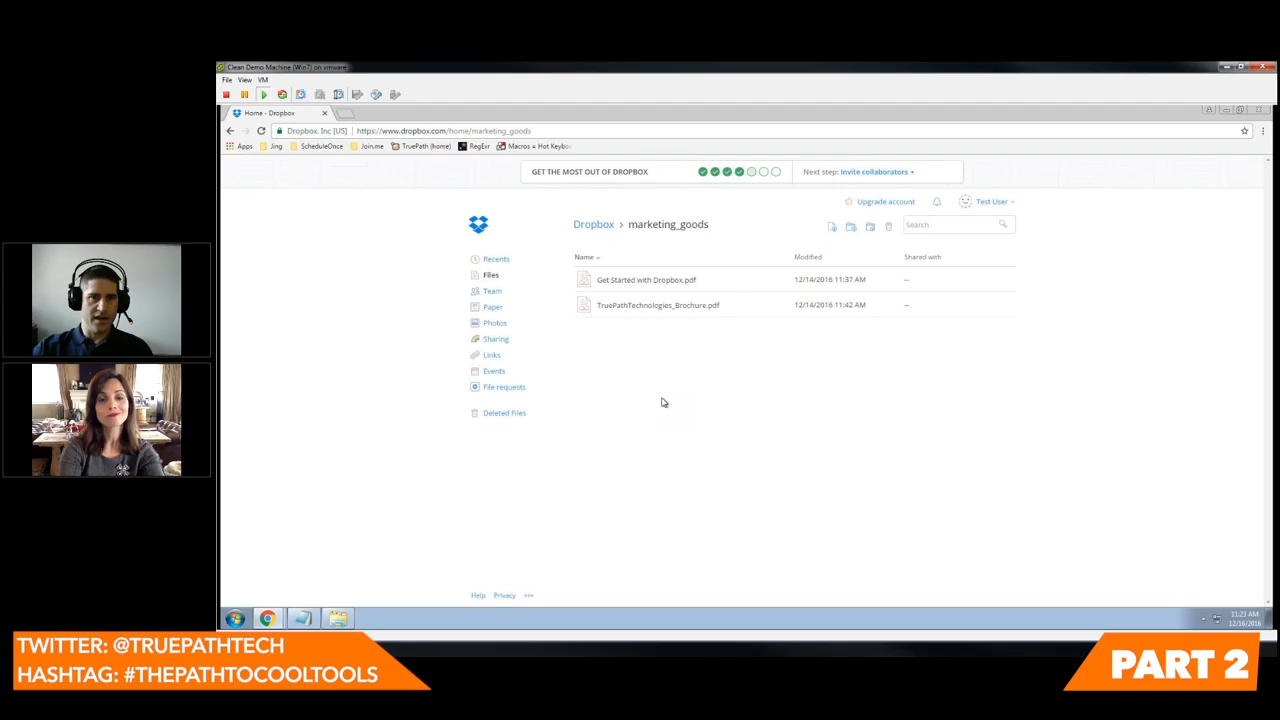 Clean Demo Machine (Win7) on vmware
File View VM
Home - Dropbox
Dropbox, Inc [US] https://www.dropbox.com/home/marketing_goods
Apps Jing ScheduleOnce Join.me TruePath (home) RegExr Macros = Hot Keybo
GET THE MOST OUT OF DROPBOX Next step: Invite collaborators
Upgrade account Test User
Dropbox › marketing_goods Search
Name Modified Shared with
Get Started with Dropbox.pdf 12/14/2016 11:37 AM --
TruePathTechnologies_Brochure.pdf 12/14/2016 11:42 AM --
Recents
Files
Team
Paper
Photos
Sharing
Links
Events
File requests
Deleted Files
Help Privacy
11:23 AM
12/16/2016
TWITTER: @TRUEPATHTECH
HASHTAG: #THEPATHTOCOOLTOOLS
PART 2